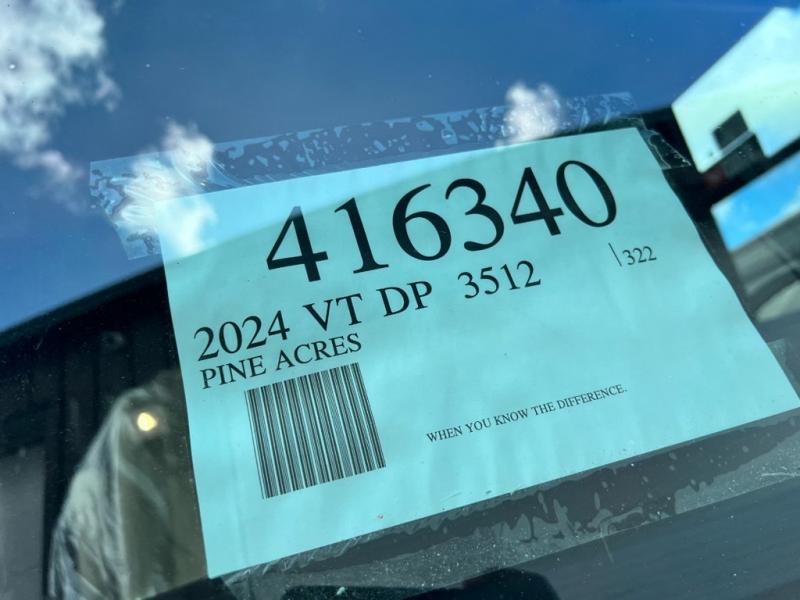 416340
2024 VT DP 3512 \322
PINE ACRES
WHEN YOU KNOW THE DIFFERENCE.